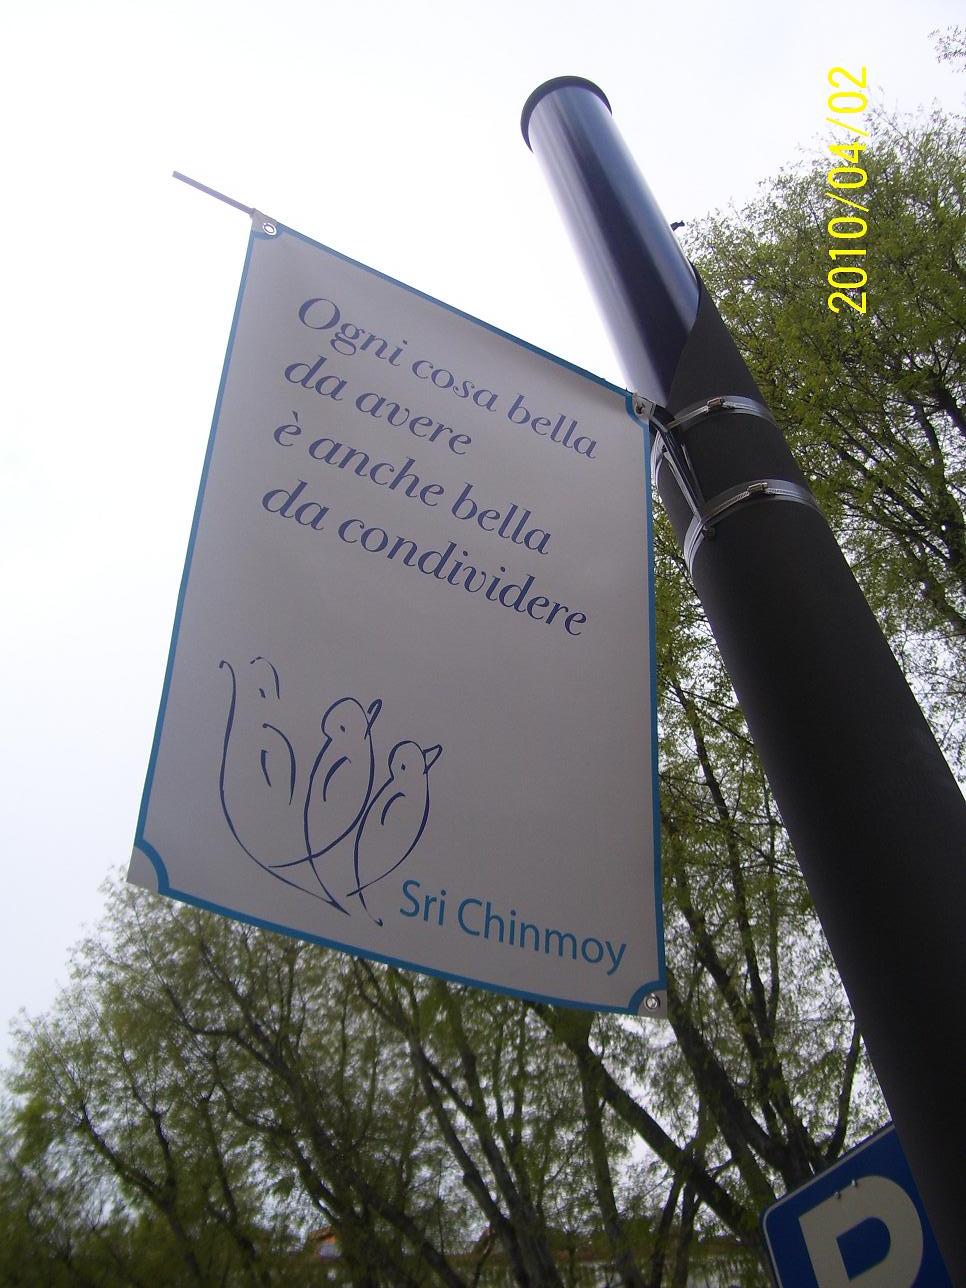 Ogni cosa bella
da avere
è anche bella
da condividere
Sri Chinmoy
2010/04/02
P